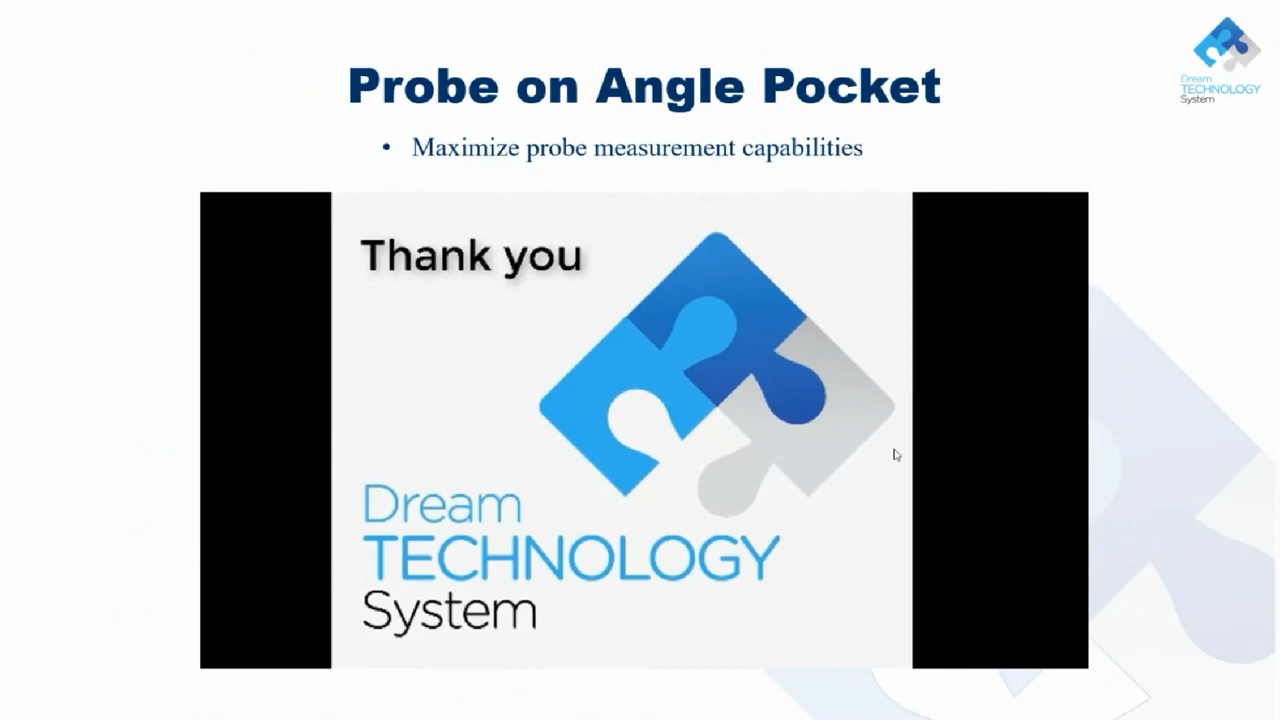 Probe on Angle Pocket
• Maximize probe measurement capabilities
Dream
TECHNOLOGY
System
Thank you
Dream
TECHNOLOGY
System